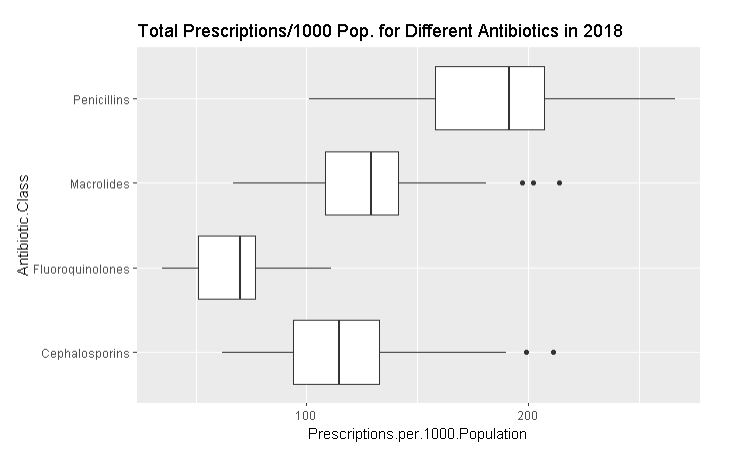 Total Prescriptions/1000 Pop. for Different Antibiotics in 2018
Antibiotic.Class
Penicillins
Macrolides
Fluoroquinolones
Cephalosporins
100
200
Prescriptions.per.1000.Population